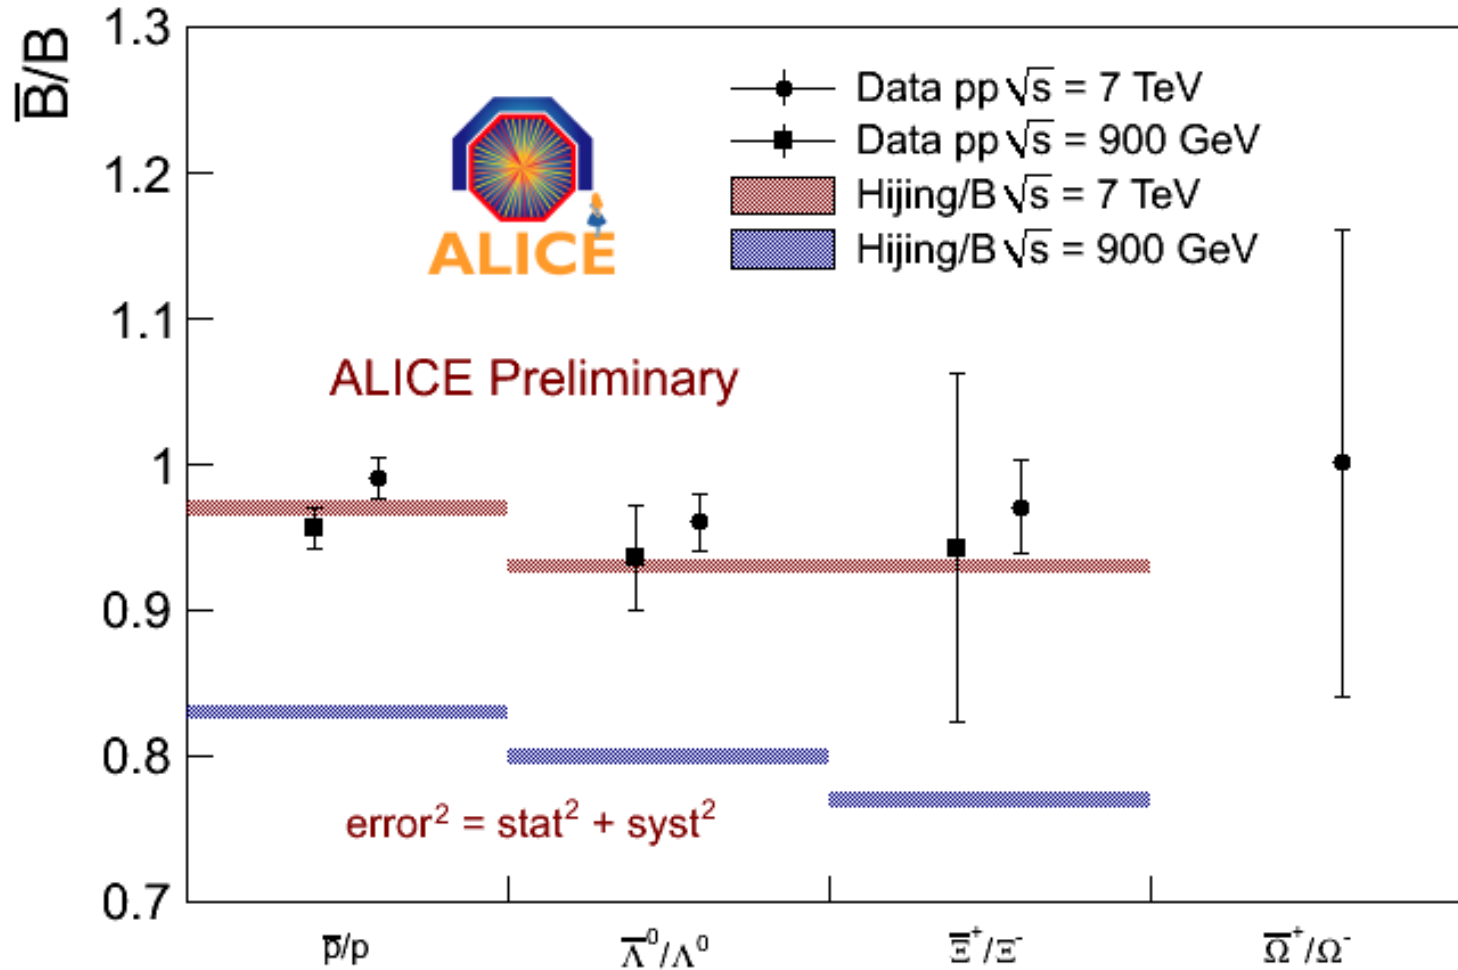 B̅/B
1.3
1.2
1.1
1
0.9
0.8
0.7
Data pp √s = 7 TeV
Data pp √s = 900 GeV
Hijing/B √s = 7 TeV
Hijing/B √s = 900 GeV
ALICE
ALICE Preliminary
error² = stat² + syst²
p̅/p
Λ̅⁰/Λ⁰
Ξ̅⁺/Ξ⁻
Ω̅⁺/Ω⁻